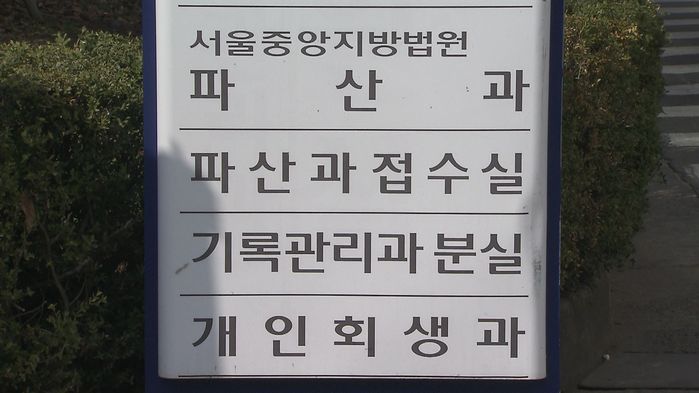 서울중앙지방법원
파 산 과
파산과접수실
기록관리과 분실
개인회생과